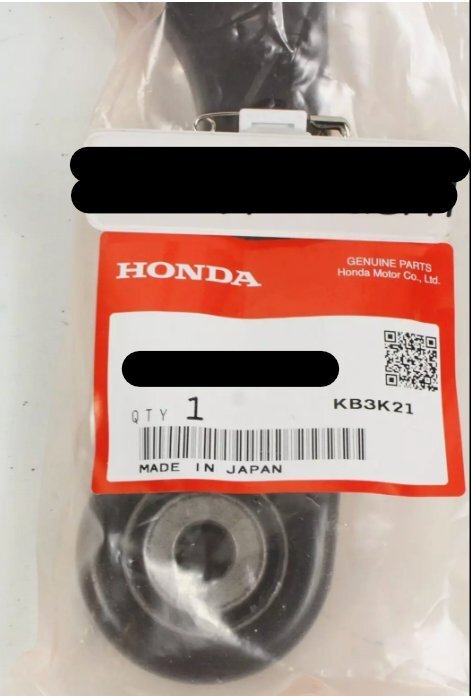 HONDA
GENUINE PARTS
Honda Motor Co., Ltd.
QTY 1
KB3K21
MADE IN JAPAN